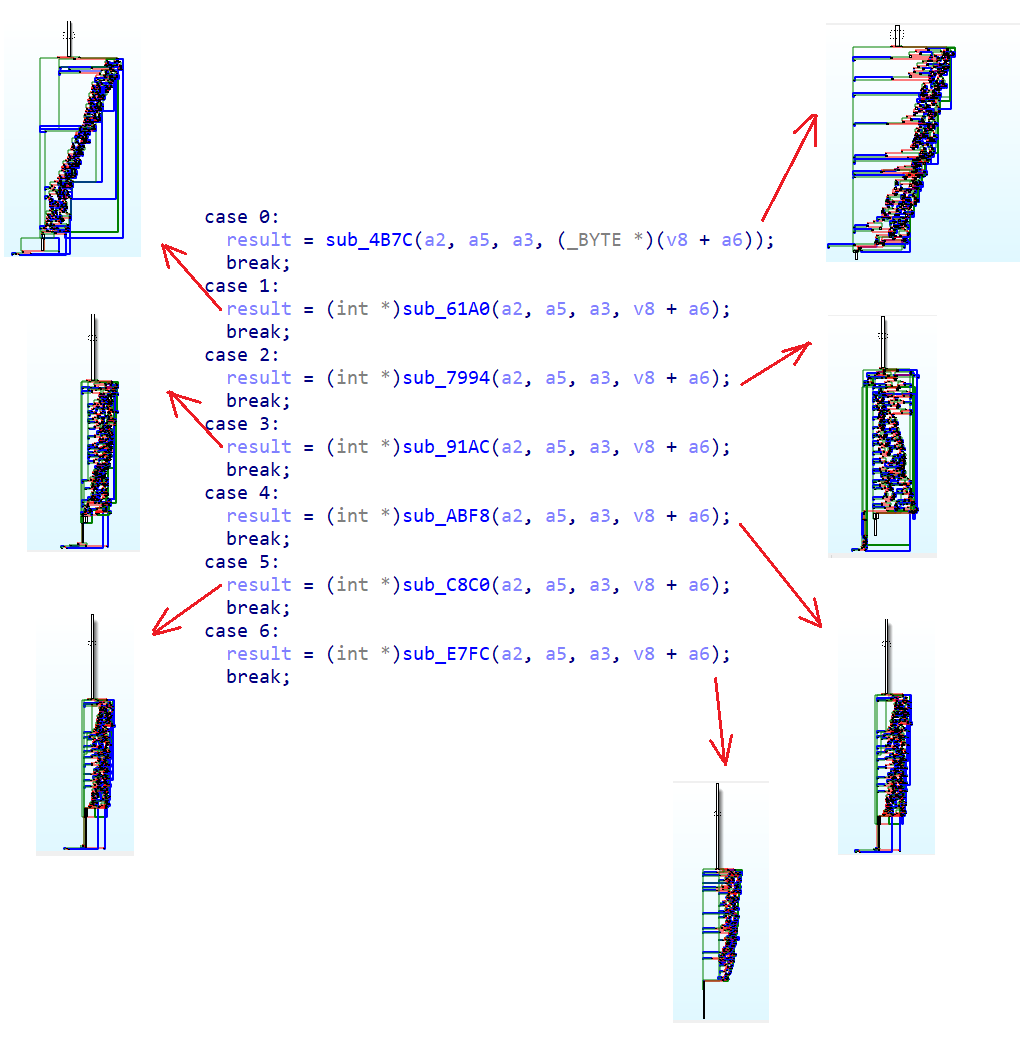 case 0:
result = sub_4B7C(a2, a5, a3, (_BYTE *)(v8 + a6));
break;
case 1:
result = (int *)sub_61A0(a2, a5, a3, v8 + a6);
break;
case 2:
result = (int *)sub_7994(a2, a5, a3, v8 + a6);
break;
case 3:
result = (int *)sub_91AC(a2, a5, a3, v8 + a6);
break;
case 4:
result = (int *)sub_ABF8(a2, a5, a3, v8 + a6);
break;
case 5:
result = (int *)sub_C8C0(a2, a5, a3, v8 + a6);
break;
case 6:
result = (int *)sub_E7FC(a2, a5, a3, v8 + a6);
break;